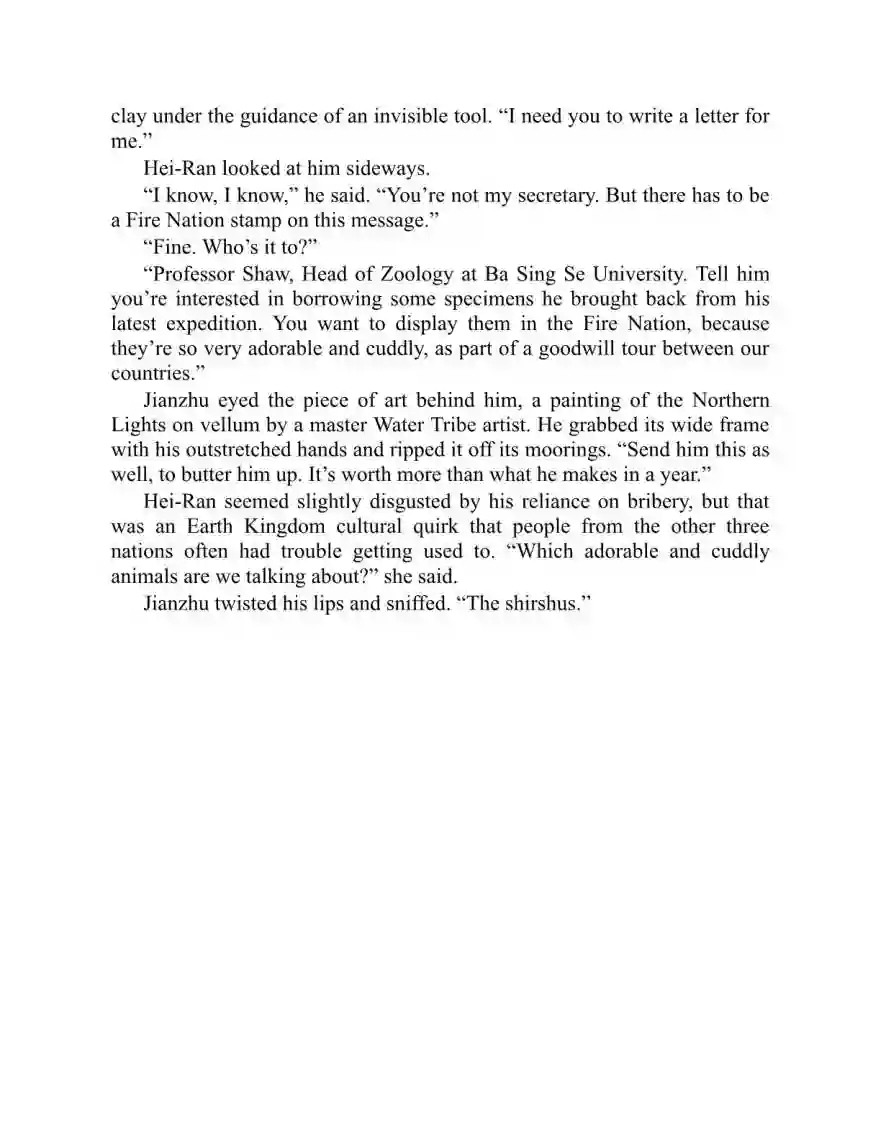 clay under the guidance of an invisible tool. “I need you to write a letter for
me.”
Hei-Ran looked at him sideways.
“I know, I know,” he said. “You’re not my secretary. But there has to be
a Fire Nation stamp on this message.”
“Fine. Who’s it to?”
“Professor Shaw, Head of Zoology at Ba Sing Se University. Tell him
you’re interested in borrowing some specimens he brought back from his
latest expedition. You want to display them in the Fire Nation, because
they’re so very adorable and cuddly, as part of a goodwill tour between our
countries.”
Jianzhu eyed the piece of art behind him, a painting of the Northern
Lights on vellum by a master Water Tribe artist. He grabbed its wide frame
with his outstretched hands and ripped it off its moorings. “Send him this as
well, to butter him up. It’s worth more than what he makes in a year.”
Hei-Ran seemed slightly disgusted by his reliance on bribery, but that
was an Earth Kingdom cultural quirk that people from the other three
nations often had trouble getting used to. “Which adorable and cuddly
animals are we talking about?” she said.
Jianzhu twisted his lips and sniffed. “The shirshus.”